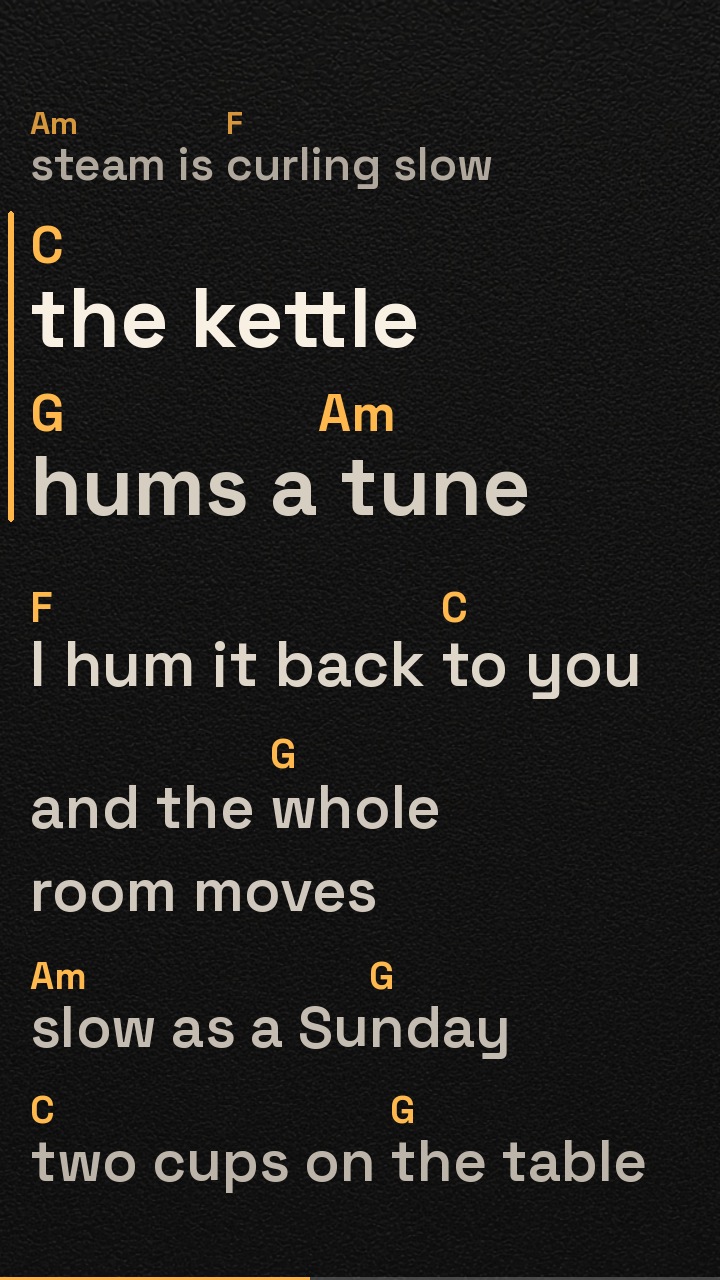 Am F
steam is curling slow
C
the kettle
G Am
hums a tune
F C
I hum it back to you
G
and the whole
room moves
Am G
slow as a Sunday
C G
two cups on the table